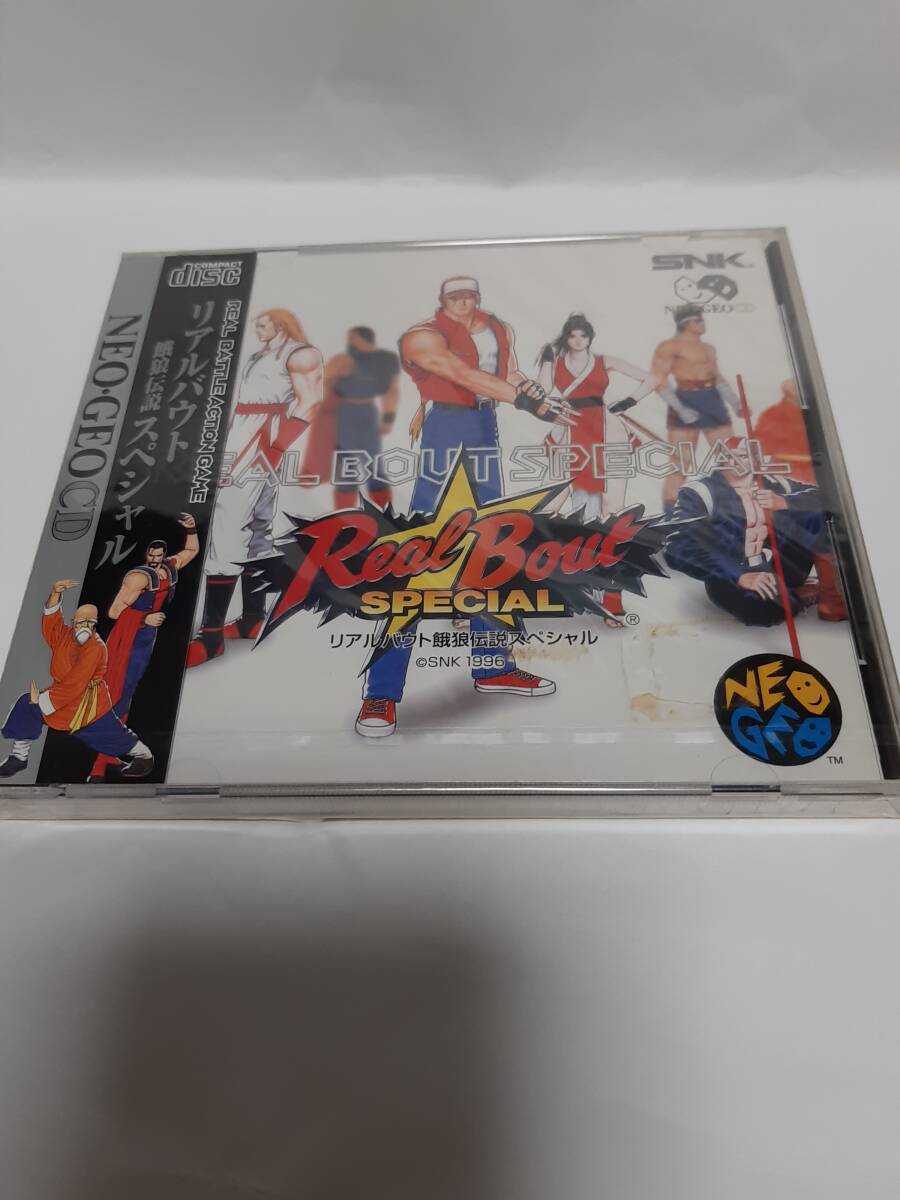 COMPACT
disc
REAL BATTLE ACTION GAME
リアルバウト
餓狼伝説スペシャル
NEO·GEO CD
SNK
NEO GEO CD
REAL BOUT SPECIAL
Real Bout
SPECIAL
®
リアルバウト餓狼伝説スペシャル
©SNK 1996
NEO
GEO
TM